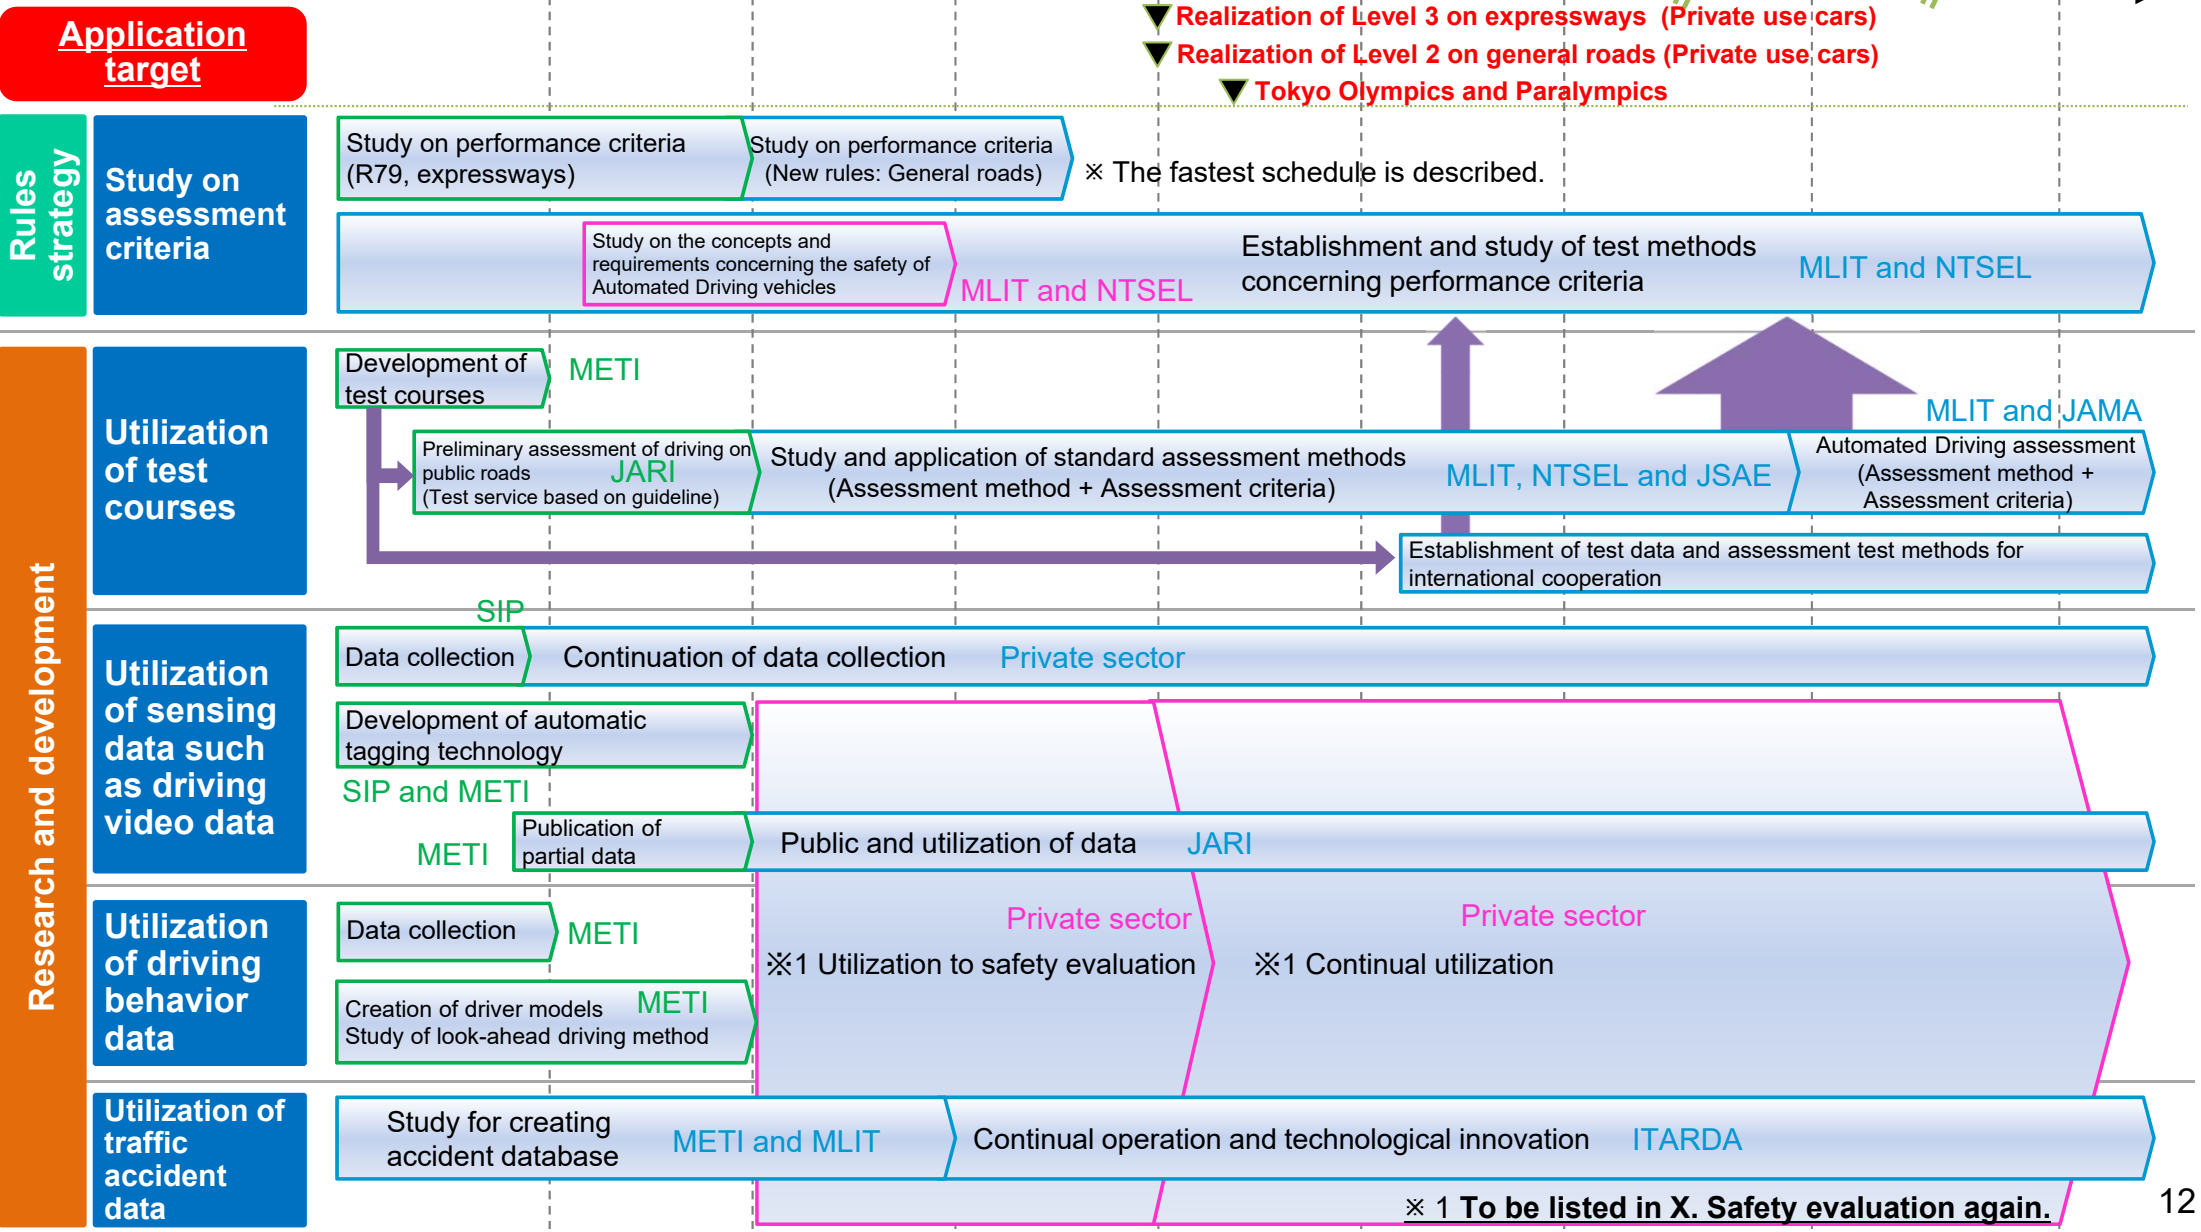 Application
target
Realization of Level 3 on expressways (Private use cars)
Realization of Level 2 on general roads (Private use cars)
Tokyo Olympics and Paralympics
Rules
strategy
Study on
assessment
criteria
Study on performance criteria
(R79, expressways)
Study on performance criteria
(New rules: General roads)
※ The fastest schedule is described.
Study on the concepts and
requirements concerning the safety of
Automated Driving vehicles
MLIT and NTSEL
Establishment and study of test methods
concerning performance criteria
MLIT and NTSEL
Research and development
Utilization
of test
courses
Development of
test courses
METI
Preliminary assessment of driving on
public roads
(Test service based on guideline)
JARI
Study and application of standard assessment methods
(Assessment method + Assessment criteria)
MLIT, NTSEL and JSAE
MLIT and JAMA
Automated Driving assessment
(Assessment method +
Assessment criteria)
Establishment of test data and assessment test methods for
international cooperation
Utilization
of sensing
data such
as driving
video data
SIP
Data collection
Continuation of data collection
Private sector
Development of automatic
tagging technology
SIP and METI
METI
Publication of
partial data
Public and utilization of data
JARI
Utilization
of driving
behavior
data
Data collection
METI
Creation of driver models
Study of look-ahead driving method
METI
Private sector
※1 Utilization to safety evaluation
Private sector
※1 Continual utilization
Utilization of
traffic
accident
data
Study for creating
accident database
METI and MLIT
Continual operation and technological innovation
ITARDA
※ 1 To be listed in X. Safety evaluation again.
12